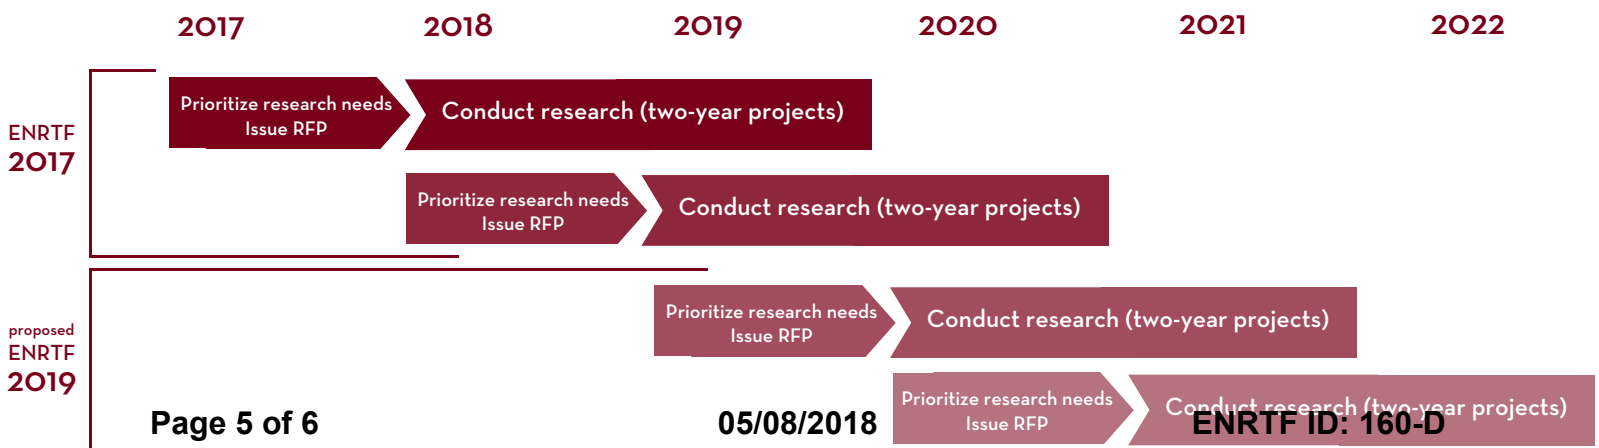 2017 2018 2019 2020 2021 2022
ENRTF
2017
Prioritize research needs
Issue RFP
Conduct research (two-year projects)
Prioritize research needs
Issue RFP
Conduct research (two-year projects)
proposed
ENRTF
2019
Prioritize research needs
Issue RFP
Conduct research (two-year projects)
Prioritize research needs
Issue RFP
Conduct research (two-year projects)
Page 5 of 6 05/08/2018 ENRTF ID: 160-D